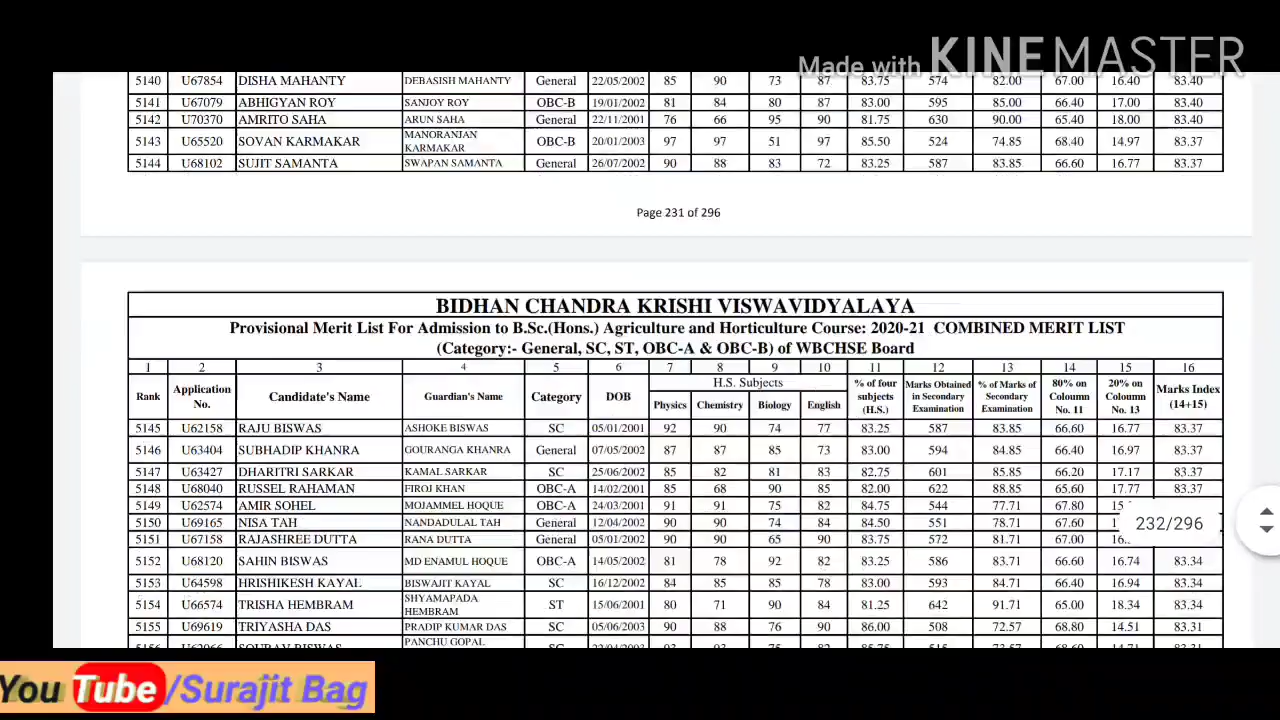 Made with KINEMASTER
5140 U67854 DISHA MAHANTY DEBASISH MAHANTY General 22/05/2002 85 90 73 87 83.75 574 82.00 67.00 16.40 83.40
5141 U67079 ABHIGYAN ROY SANJOY ROY OBC-B 19/01/2002 81 84 80 87 83.00 595 85.00 66.40 17.00 83.40
5142 U70370 AMRITO SAHA ARUN SAHA General 22/11/2001 76 66 95 90 81.75 630 90.00 65.40 18.00 83.40
5143 U65520 SOVAN KARMAKAR MANORANJAN KARMAKAR OBC-B 20/01/2003 97 97 51 97 85.50 524 74.85 68.40 14.97 83.37
5144 U68102 SUJIT SAMANTA SWAPAN SAMANTA General 26/07/2002 90 88 83 72 83.25 587 83.85 66.60 16.77 83.37
Page 231 of 296
BIDHAN CHANDRA KRISHI VISWAVIDYALAYA
Provisional Merit List For Admission to B.Sc.(Hons.) Agriculture and Horticulture Course: 2020-21 COMBINED MERIT LIST
(Category:- General, SC, ST, OBC-A & OBC-B) of WBCHSE Board
1 2 3 4 5 6 7 8 9 10 11 12 13 14 15 16
Rank Application No. Candidate's Name Guardian's Name Category DOB H.S. Subjects Physics Chemistry Biology English % of four subjects (H.S.) Marks Obtained in Secondary Examination % of Marks of Secondary Examination 80% on Coloumn No. 11 20% on Coloumn No. 13 Marks Index (14+15)
5145 U62158 RAJU BISWAS ASHOKE BISWAS SC 05/01/2001 92 90 74 77 83.25 587 83.85 66.60 16.77 83.37
5146 U63404 SUBHADIP KHANRA GOURANGA KHANRA General 07/05/2002 87 87 85 73 83.00 594 84.85 66.40 16.97 83.37
5147 U63427 DHARITRI SARKAR KAMAL SARKAR SC 25/06/2002 85 82 81 83 82.75 601 85.85 66.20 17.17 83.37
5148 U68040 RUSSEL RAHAMAN FIROJ KHAN OBC-A 14/02/2001 85 68 90 85 82.00 622 88.85 65.60 17.77 83.37
5149 U62574 AMIR SOHEL MOJAMMEL HOQUE OBC-A 24/03/2001 91 91 75 82 84.75 544 77.71 67.80
5150 U69165 NISA TAH NANDADULAL TAH General 12/04/2002 90 90 74 84 84.50 551 78.71 67.60
5151 U67158 RAJASHREE DUTTA RANA DUTTA General 05/01/2002 90 90 65 90 83.75 572 81.71 67.00
232/296
5152 U68120 SAHIN BISWAS MD ENAMUL HOQUE OBC-A 14/05/2002 81 78 92 82 83.25 586 83.71 66.60 16.74 83.34
5153 U64598 HRISHIKESH KAYAL BISWAJIT KAYAL SC 16/12/2002 84 85 85 78 83.00 593 84.71 66.40 16.94 83.34
5154 U66574 TRISHA HEMBRAM SHYAMAPADA HEMBRAM ST 15/06/2001 80 71 90 84 81.25 642 91.71 65.00 18.34 83.34
5155 U69619 TRIYASHA DAS PRADIP KUMAR DAS SC 05/06/2003 90 88 76 90 86.00 508 72.57 68.80 14.51 83.31
PANCHU GOPAL
You Tube/Surajit Bag